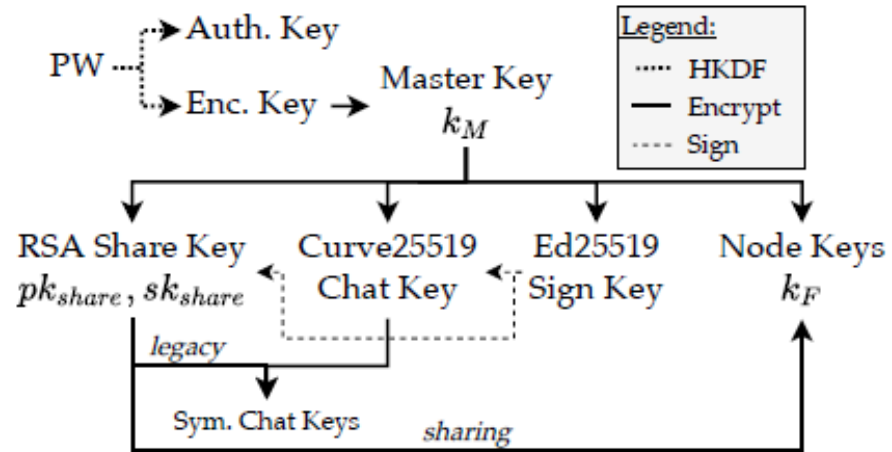 Auth. Key
PW
Enc. Key
Master Key
k_M
Legend:
HKDF
Encrypt
Sign
RSA Share Key
pk_share, sk_share
Curve25519
Chat Key
Ed25519
Sign Key
Node Keys
k_F
legacy
Sym. Chat Keys
sharing